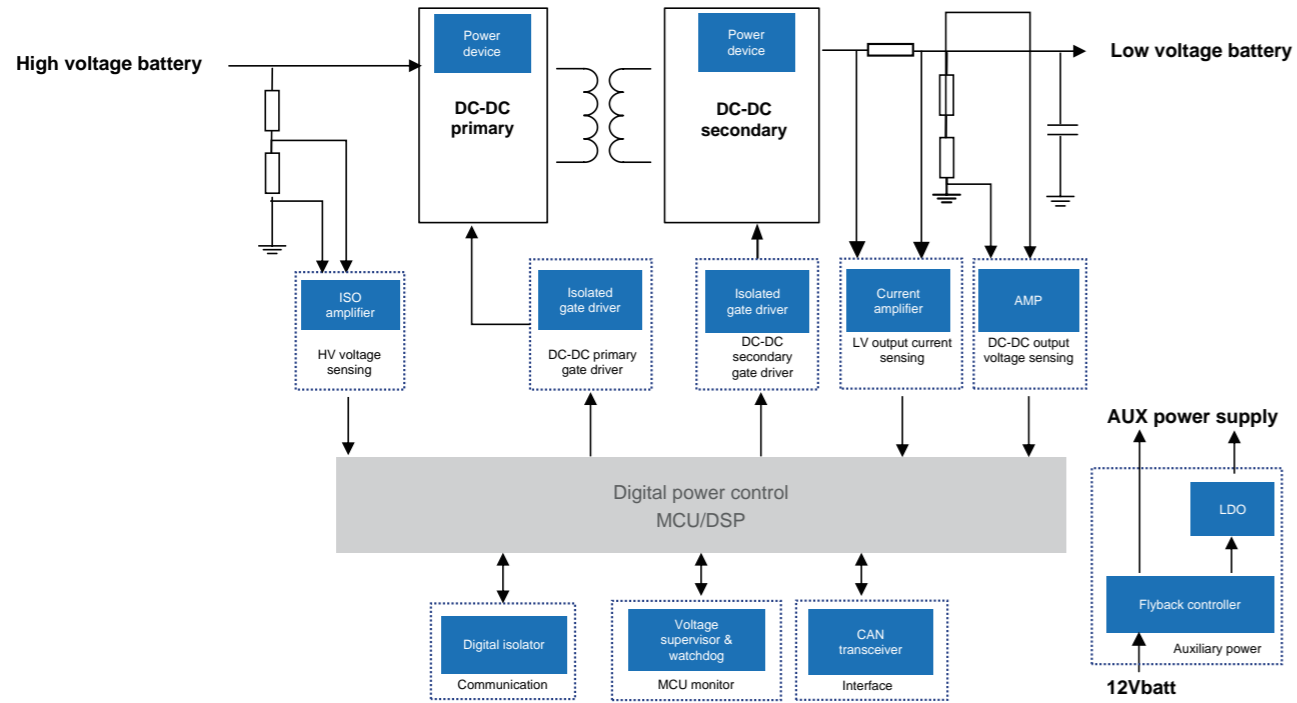 High voltage battery
Power
device
DC-DC
primary
Power
device
DC-DC
secondary
Low voltage battery
ISO
amplifier
HV voltage
sensing
Isolated
gate driver
DC-DC primary
gate driver
Isolated
gate driver
DC-DC
secondary
gate driver
Current
amplifier
LV output current
sensing
AMP
DC-DC output
voltage sensing
Digital power control
MCU/DSP
Digital isolator
Communication
Voltage
supervisor &
watchdog
MCU monitor
CAN
transceiver
Interface
AUX power supply
LDO
Flyback controller
Auxiliary power
12Vbatt